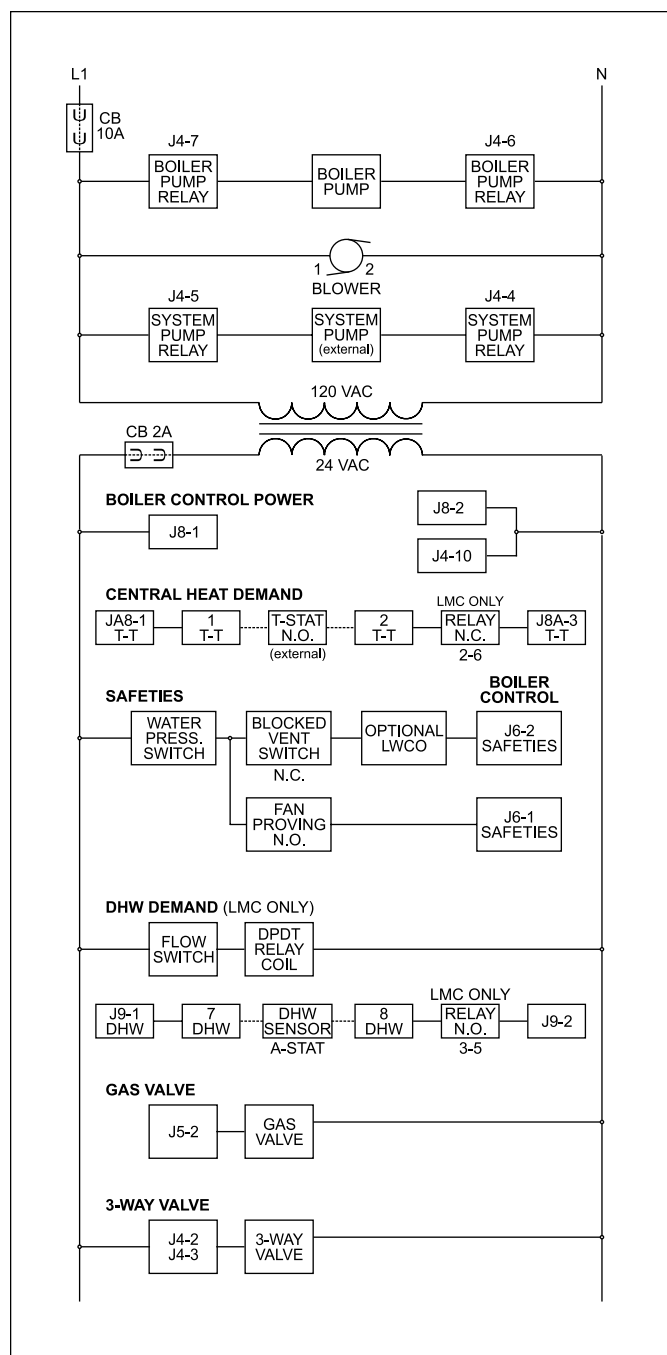 L1
N
CB
10A
J4-7
J4-6
BOILER
PUMP
RELAY
BOILER
PUMP
BOILER
PUMP
RELAY
1
2
BLOWER
J4-5
J4-4
SYSTEM
PUMP
RELAY
SYSTEM
PUMP
(external)
SYSTEM
PUMP
RELAY
120 VAC
CB 2A
24 VAC
BOILER CONTROL POWER
J8-1
J8-2
J4-10
CENTRAL HEAT DEMAND
LMC ONLY
JA8-1
T-T
1
T-T
T-STAT
N.O.
(external)
2
T-T
RELAY
N.C.
2-6
J8A-3
T-T
SAFETIES
BOILER
CONTROL
WATER
PRESS.
SWITCH
BLOCKED
VENT
SWITCH
N.C.
OPTIONAL
LWCO
J6-2
SAFETIES
FAN
PROVING
N.O.
J6-1
SAFETIES
DHW DEMAND (LMC ONLY)
FLOW
SWITCH
DPDT
RELAY
COIL
LMC ONLY
J9-1
DHW
7
DHW
DHW
SENSOR
A-STAT
8
DHW
RELAY
N.O.
3-5
J9-2
GAS VALVE
J5-2
GAS
VALVE
3-WAY VALVE
J4-2
J4-3
3-WAY
VALVE